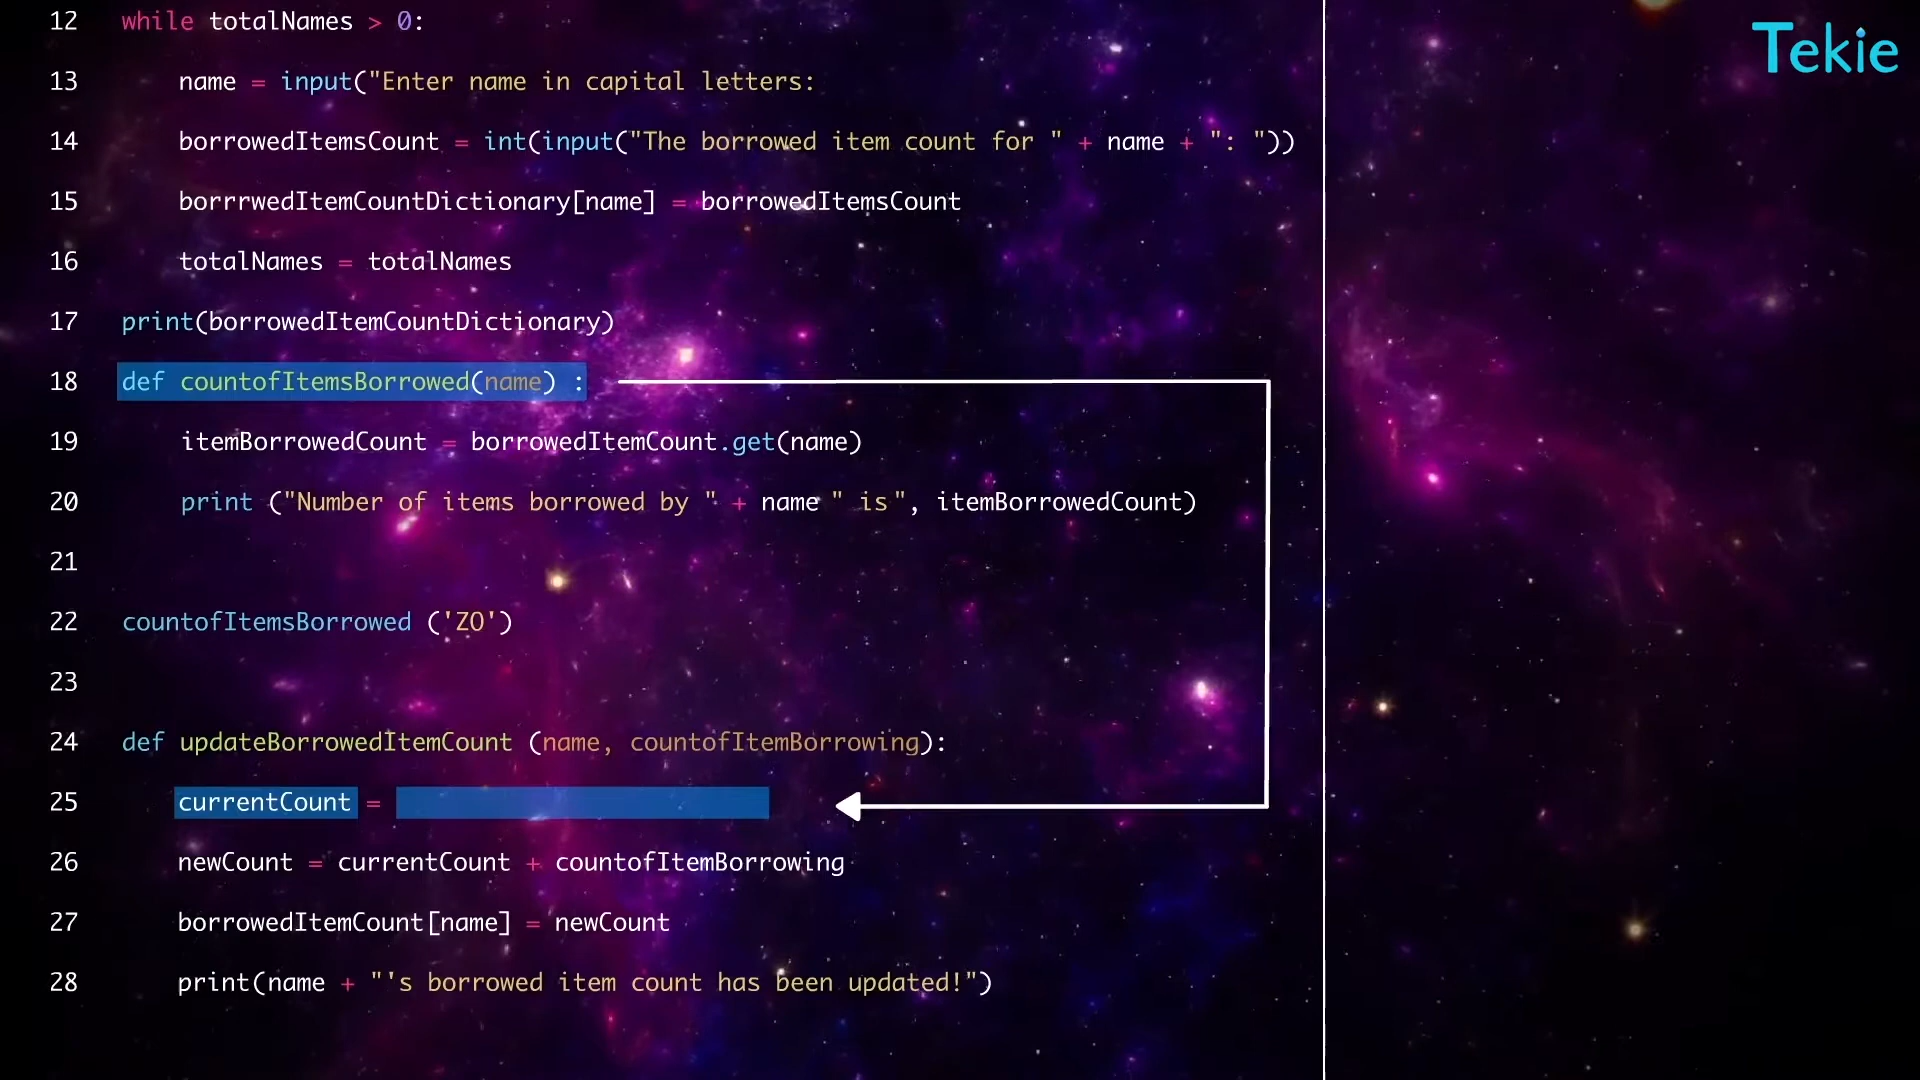 Tekie
12 while totalNames > 0:
13 name = input("Enter name in capital letters:
14 borrowedItemsCount = int(input("The borrowed item count for " + name + ": "))
15 borrrwedItemCountDictionary[name] = borrowedItemsCount
16 totalNames = totalNames
17 print(borrowedItemCountDictionary)
18 def countofItemsBorrowed(name) :
19 itemBorrowedCount = borrowedItemCount.get(name)
20 print ("Number of items borrowed by " + name " is", itemBorrowedCount)
21
22 countofItemsBorrowed ('ZO')
23
24 def updateBorrowedItemCount (name, countofItemBorrowing):
25 currentCount =
26 newCount = currentCount + countofItemBorrowing
27 borrowedItemCount[name] = newCount
28 print(name + "'s borrowed item count has been updated!")